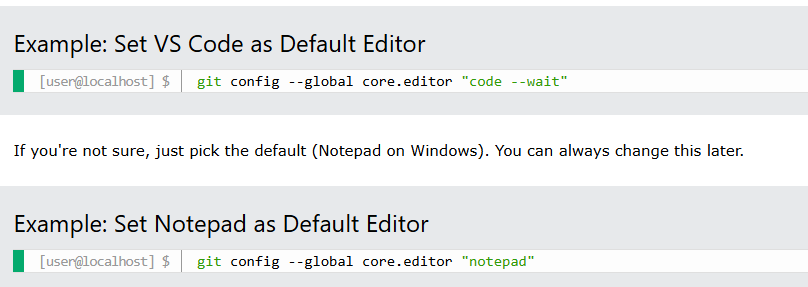 Example: Set VS Code as Default Editor
[user@localhost] $ git config --global core.editor "code --wait"
If you're not sure, just pick the default (Notepad on Windows). You can always change this later.
Example: Set Notepad as Default Editor
[user@localhost] $ git config --global core.editor "notepad"